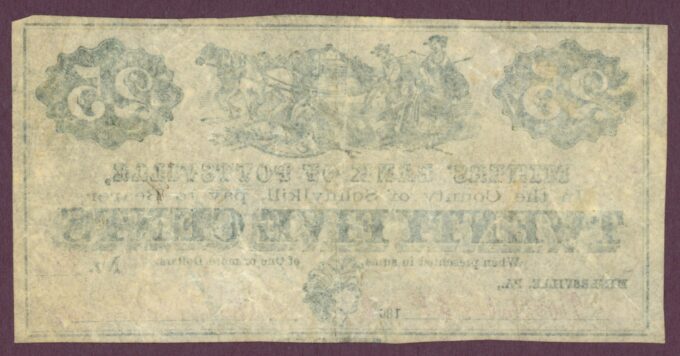 25 25
MINERS' BANK OF POTTSVILLE,
In the County of Schuylkill, pay to Bearer
TWENTY FIVE CENTS
When presented in sums of One or more Dollars.
No.
MINERSVILLE, PA.,
186